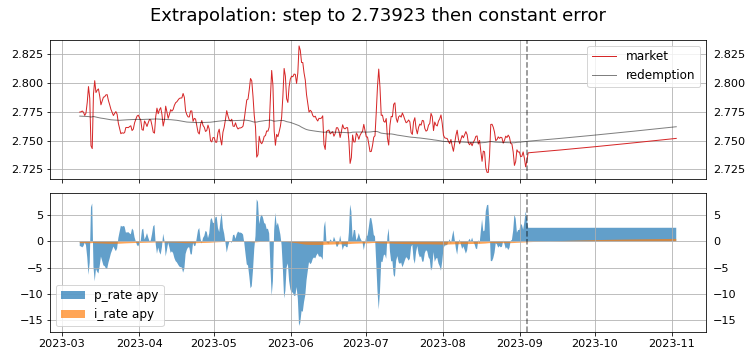 Extrapolation: step to 2.73923 then constant error
2.825 2.825
market
redemption
2.800 2.800
2.775 2.775
2.750 2.750
2.725 2.725
5 5
0 0
−5 −5
−10 −10
−15 −15
p_rate apy
i_rate apy
2023-03 2023-04 2023-05 2023-06 2023-07 2023-08 2023-09 2023-10 2023-11